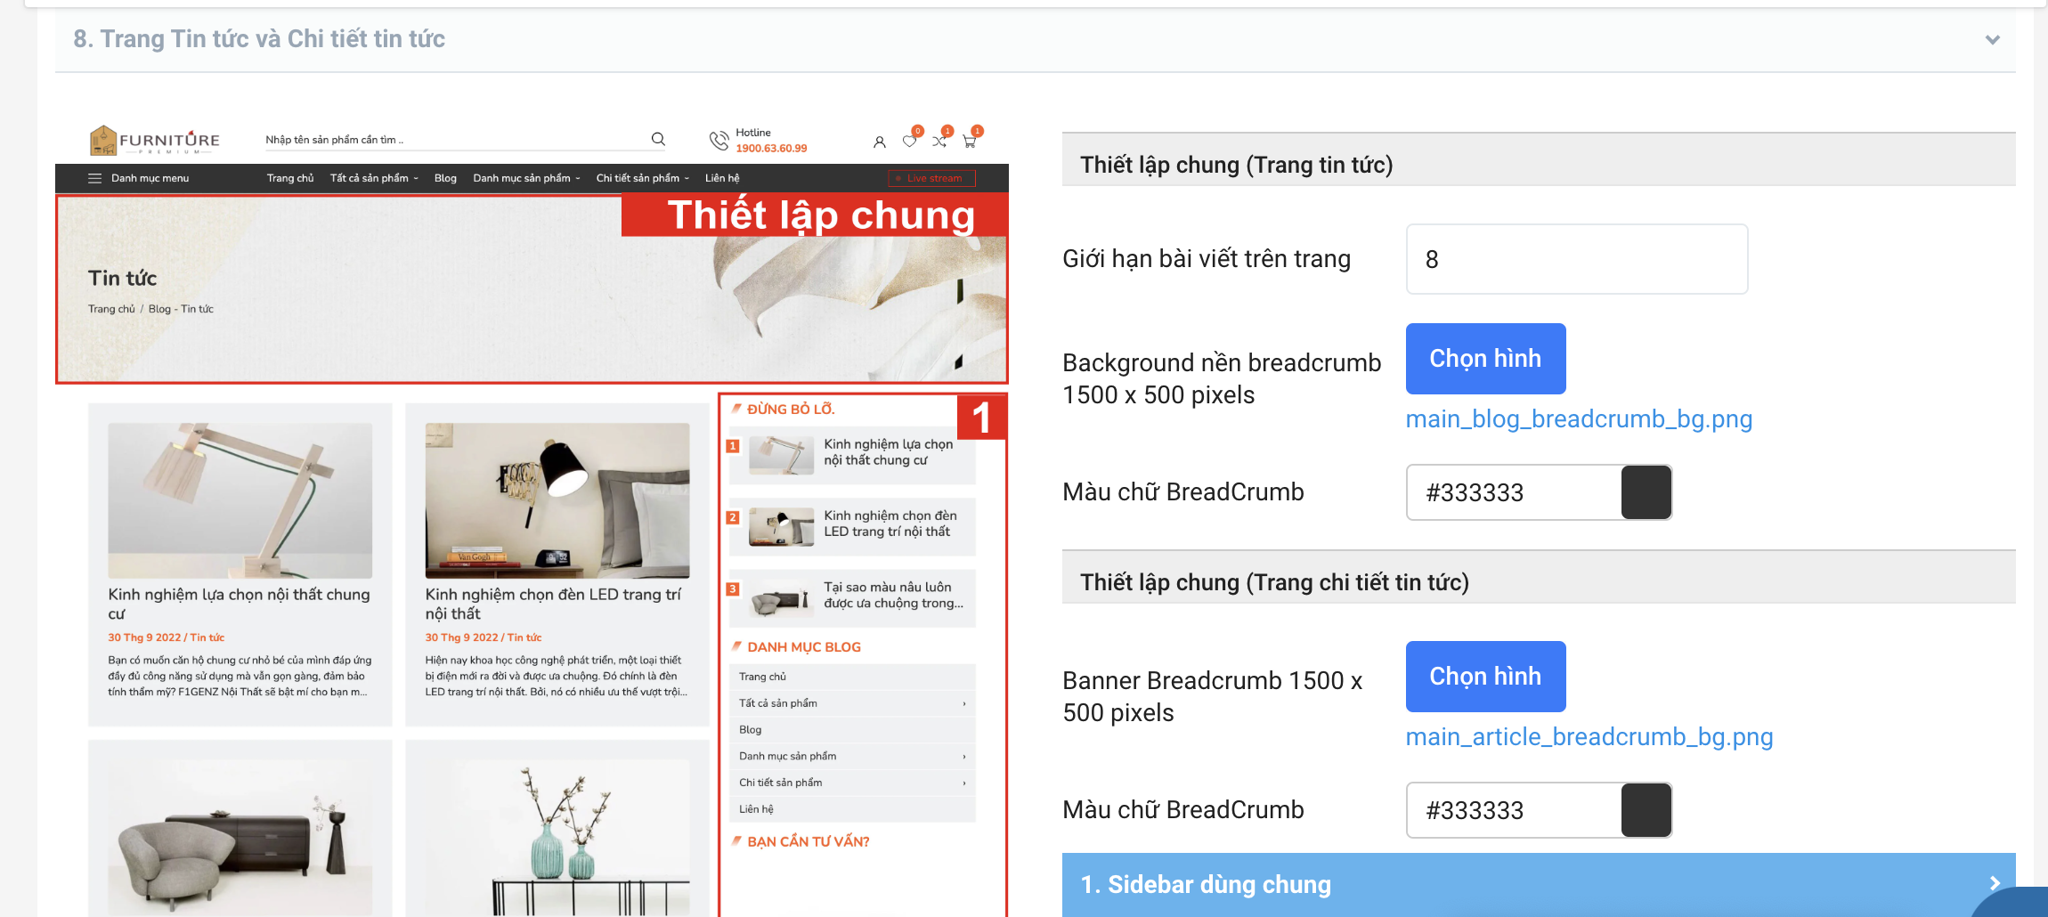 8. Trang Tin tức và Chi tiết tin tức
FURNITURE
PREMIUM
Nhập tên sản phẩm cần tìm ..
Hotline
1900.63.60.99
0
1
1
Danh mục menu
Trang chủ
Tất cả sản phẩm
Blog
Danh mục sản phẩm
Chi tiết sản phẩm
Liên hệ
Live stream
Thiết lập chung
Tin tức
Trang chủ / Blog - Tin tức
Kinh nghiệm lựa chọn nội thất chung
cư
30 Thg 9 2022 / Tin tức
Bạn có muốn căn hộ chung cư nhỏ bé của mình đáp ứng
đầy đủ công năng sử dụng mà vẫn gọn gàng, đảm bảo
tính thẩm mỹ? F1GENZ Nội Thất sẽ bật mí cho bạn m...
Van Gogh
Kinh nghiệm chọn đèn LED trang trí
nội thất
30 Thg 9 2022 / Tin tức
Hiện nay khoa học công nghệ phát triển, một loại thiết
bị điện mới ra đời và được ưa chuộng. Đó chính là đèn
LED trang trí nội thất. Bởi, nó có nhiều ưu thế vượt trội...
1
ĐỪNG BỎ LỠ.
1
Kinh nghiệm lựa chọn
nội thất chung cư
2
Kinh nghiệm chọn đèn
LED trang trí nội thất
3
Tại sao màu nâu luôn
được ưa chuộng trong...
DANH MỤC BLOG
Trang chủ
Tất cả sản phẩm
Blog
Danh mục sản phẩm
Chi tiết sản phẩm
Liên hệ
BẠN CẦN TƯ VẤN?
Thiết lập chung (Trang tin tức)
Giới hạn bài viết trên trang
8
Background nền breadcrumb
1500 x 500 pixels
Chọn hình
main_blog_breadcrumb_bg.png
Màu chữ BreadCrumb
#333333
Thiết lập chung (Trang chi tiết tin tức)
Banner Breadcrumb 1500 x
500 pixels
Chọn hình
main_article_breadcrumb_bg.png
Màu chữ BreadCrumb
#333333
1. Sidebar dùng chung